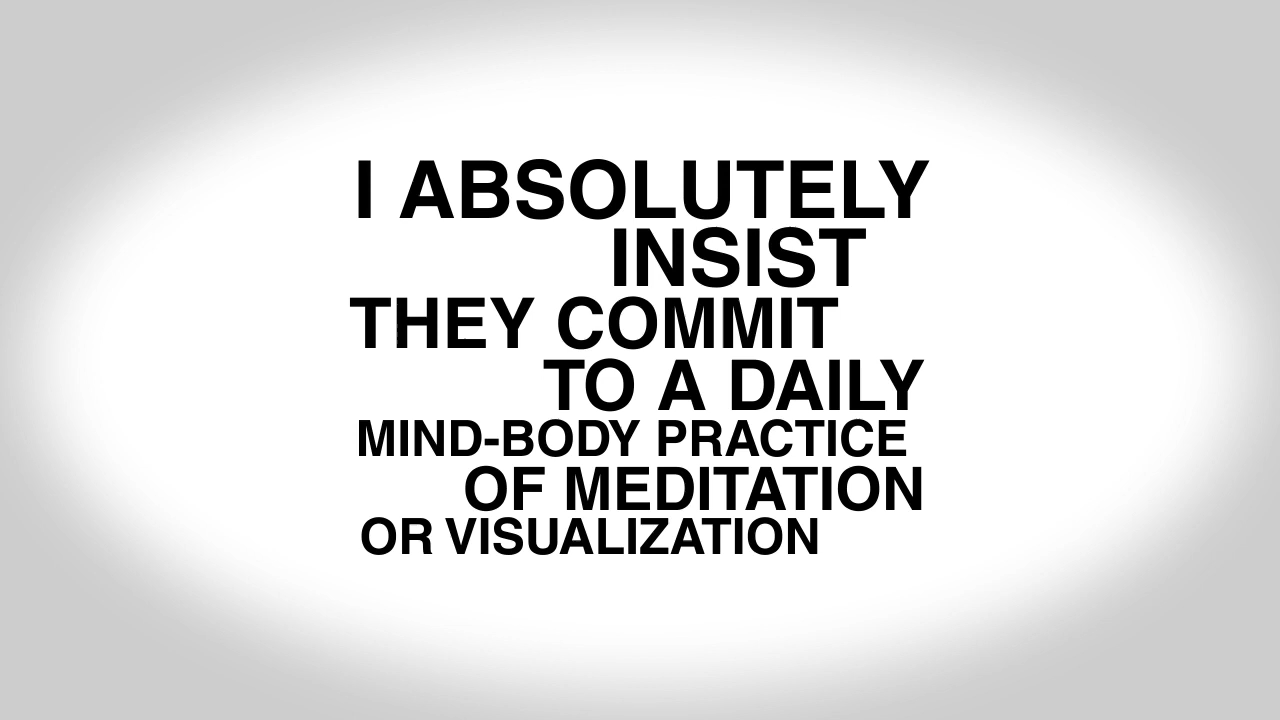 I ABSOLUTELY
INSIST
THEY COMMIT
TO A DAILY
MIND-BODY PRACTICE
OF MEDITATION
OR VISUALIZATION